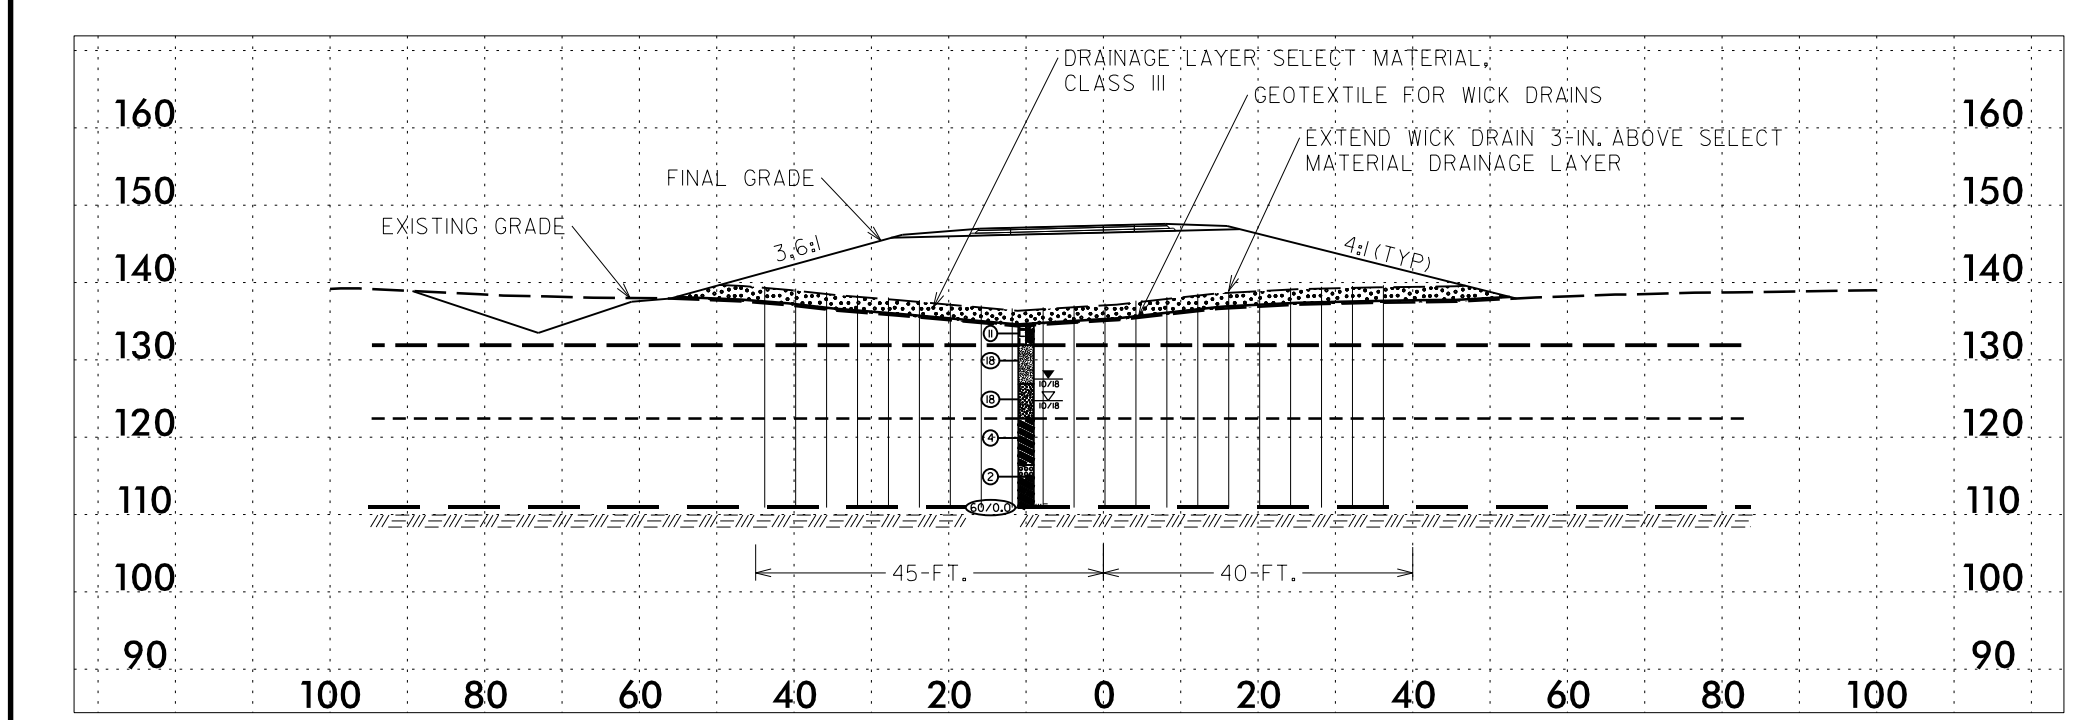 DRAINAGE LAYER SELECT MATERIAL,
CLASS III
GEOTEXTILE FOR WICK DRAINS
EXTEND WICK DRAIN 3-IN. ABOVE SELECT
MATERIAL DRAINAGE LAYER
FINAL GRADE
EXISTING GRADE
3.6:1
4:1 (TYP)
160 160
150 150
140 140
130 130
120 120
110 110
100 100
90 90
11
18
10/18
18
10/18
4
2
60/0.0
45-FT. 40-FT.
100 80 60 40 20 0 20 40 60 80 100